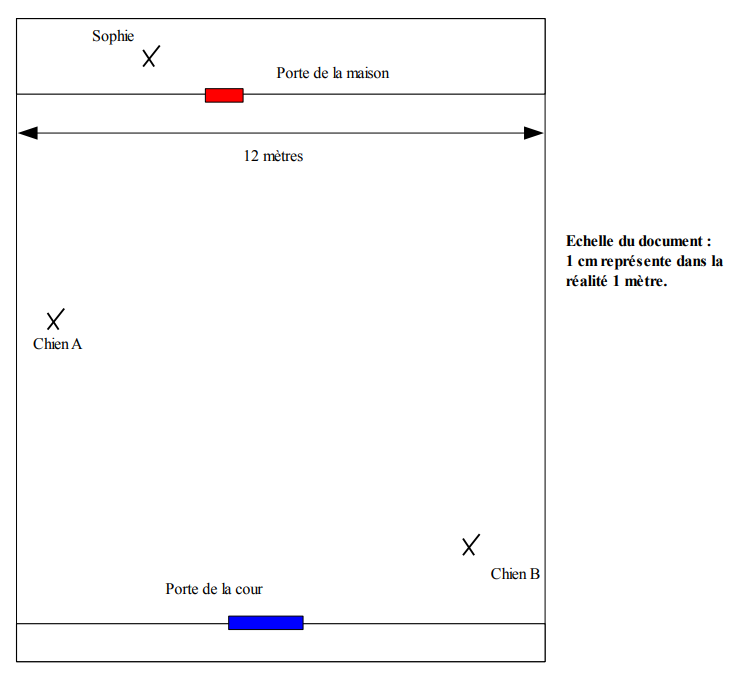 Sophie
Porte de la maison
12 mètres
Echelle du document :
1 cm représente dans la
réalité 1 mètre.
Chien A
Chien B
Porte de la cour